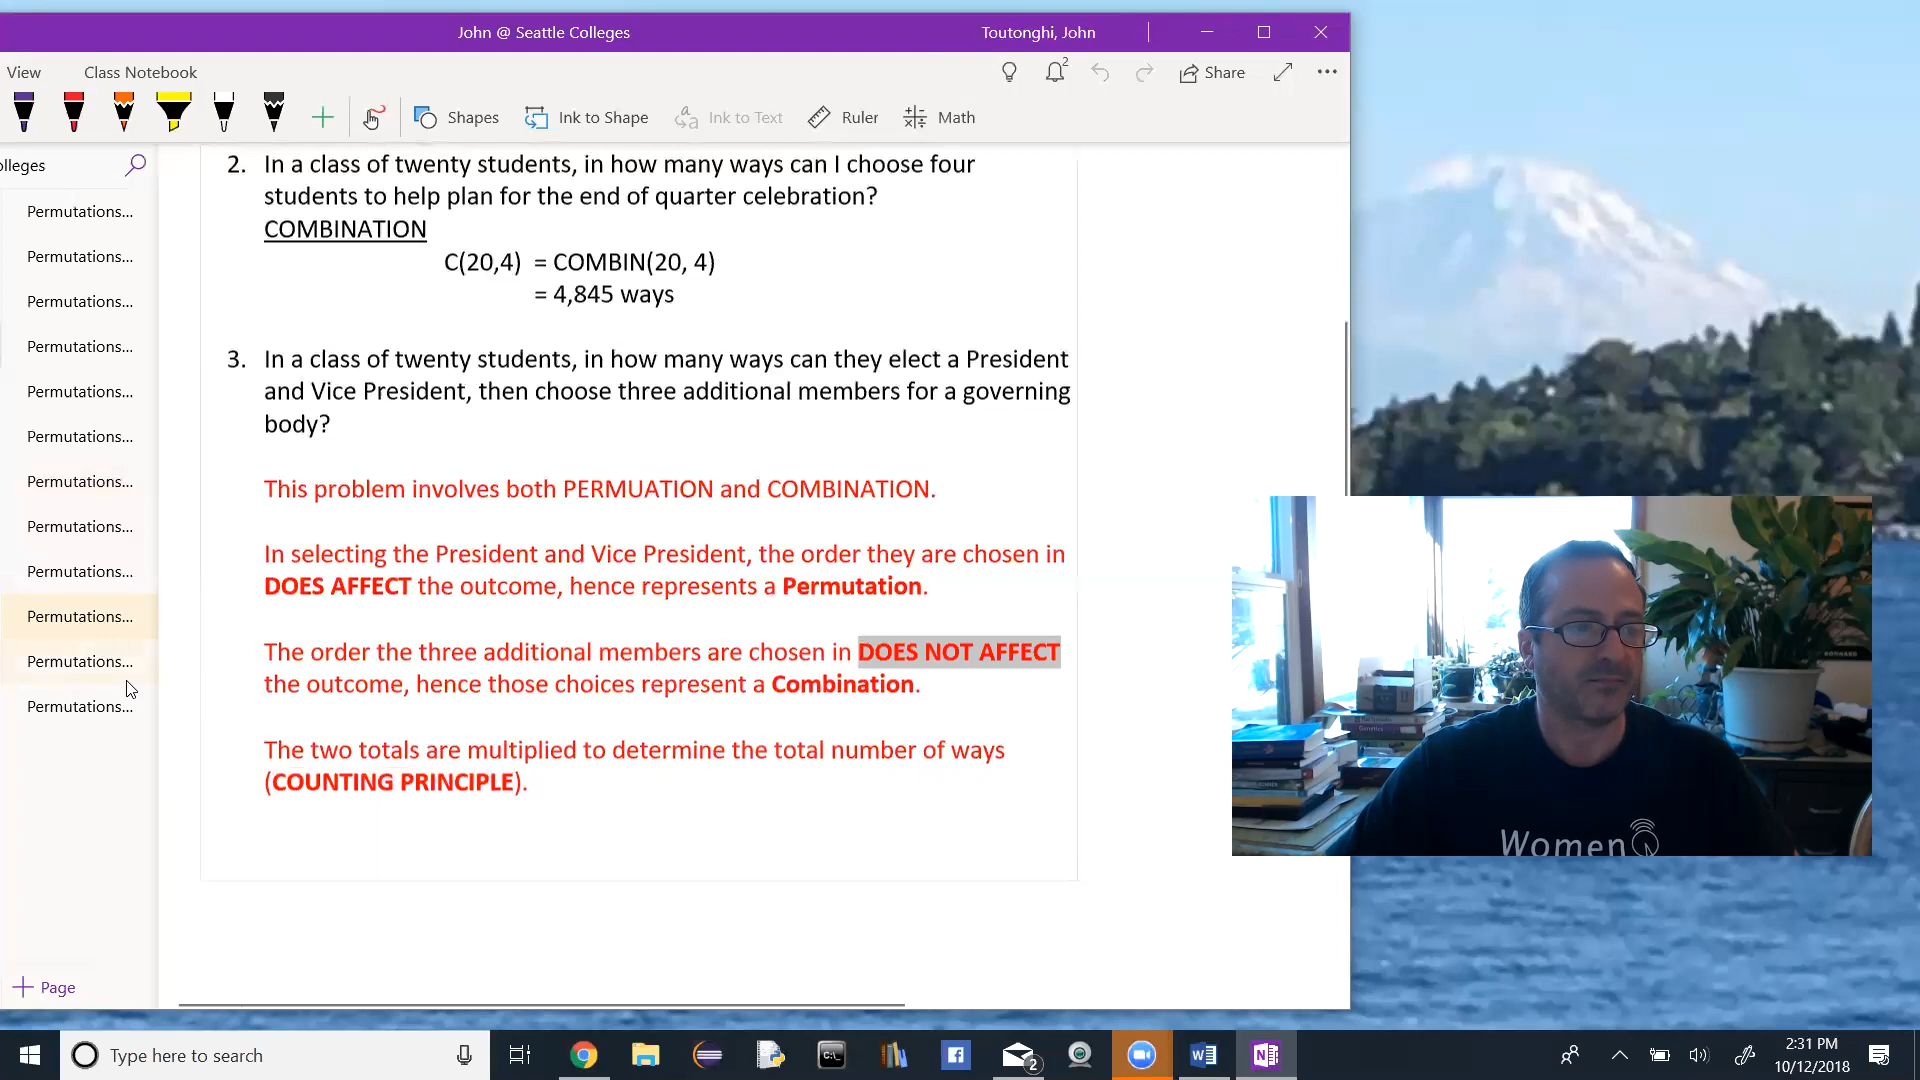 John @ Seattle Colleges
Toutonghi, John
View
Class Notebook
2
Share
Shapes
Ink to Shape
Ink to Text
Ruler
Math
olleges
Permutations...
Permutations...
Permutations...
Permutations...
Permutations...
Permutations...
Permutations...
Permutations...
Permutations...
Permutations...
Permutations...
Permutations...
Page
2. In a class of twenty students, in how many ways can I choose four
students to help plan for the end of quarter celebration?
COMBINATION
C(20,4) = COMBIN(20, 4)
= 4,845 ways
3. In a class of twenty students, in how many ways can they elect a President
and Vice President, then choose three additional members for a governing
body?
This problem involves both PERMUATION and COMBINATION.
In selecting the President and Vice President, the order they are chosen in
DOES AFFECT the outcome, hence represents a Permutation.
The order the three additional members are chosen in DOES NOT AFFECT
the outcome, hence those choices represent a Combination.
The two totals are multiplied to determine the total number of ways
(COUNTING PRINCIPLE).
Women
Type here to search
2
2:31 PM
10/12/2018